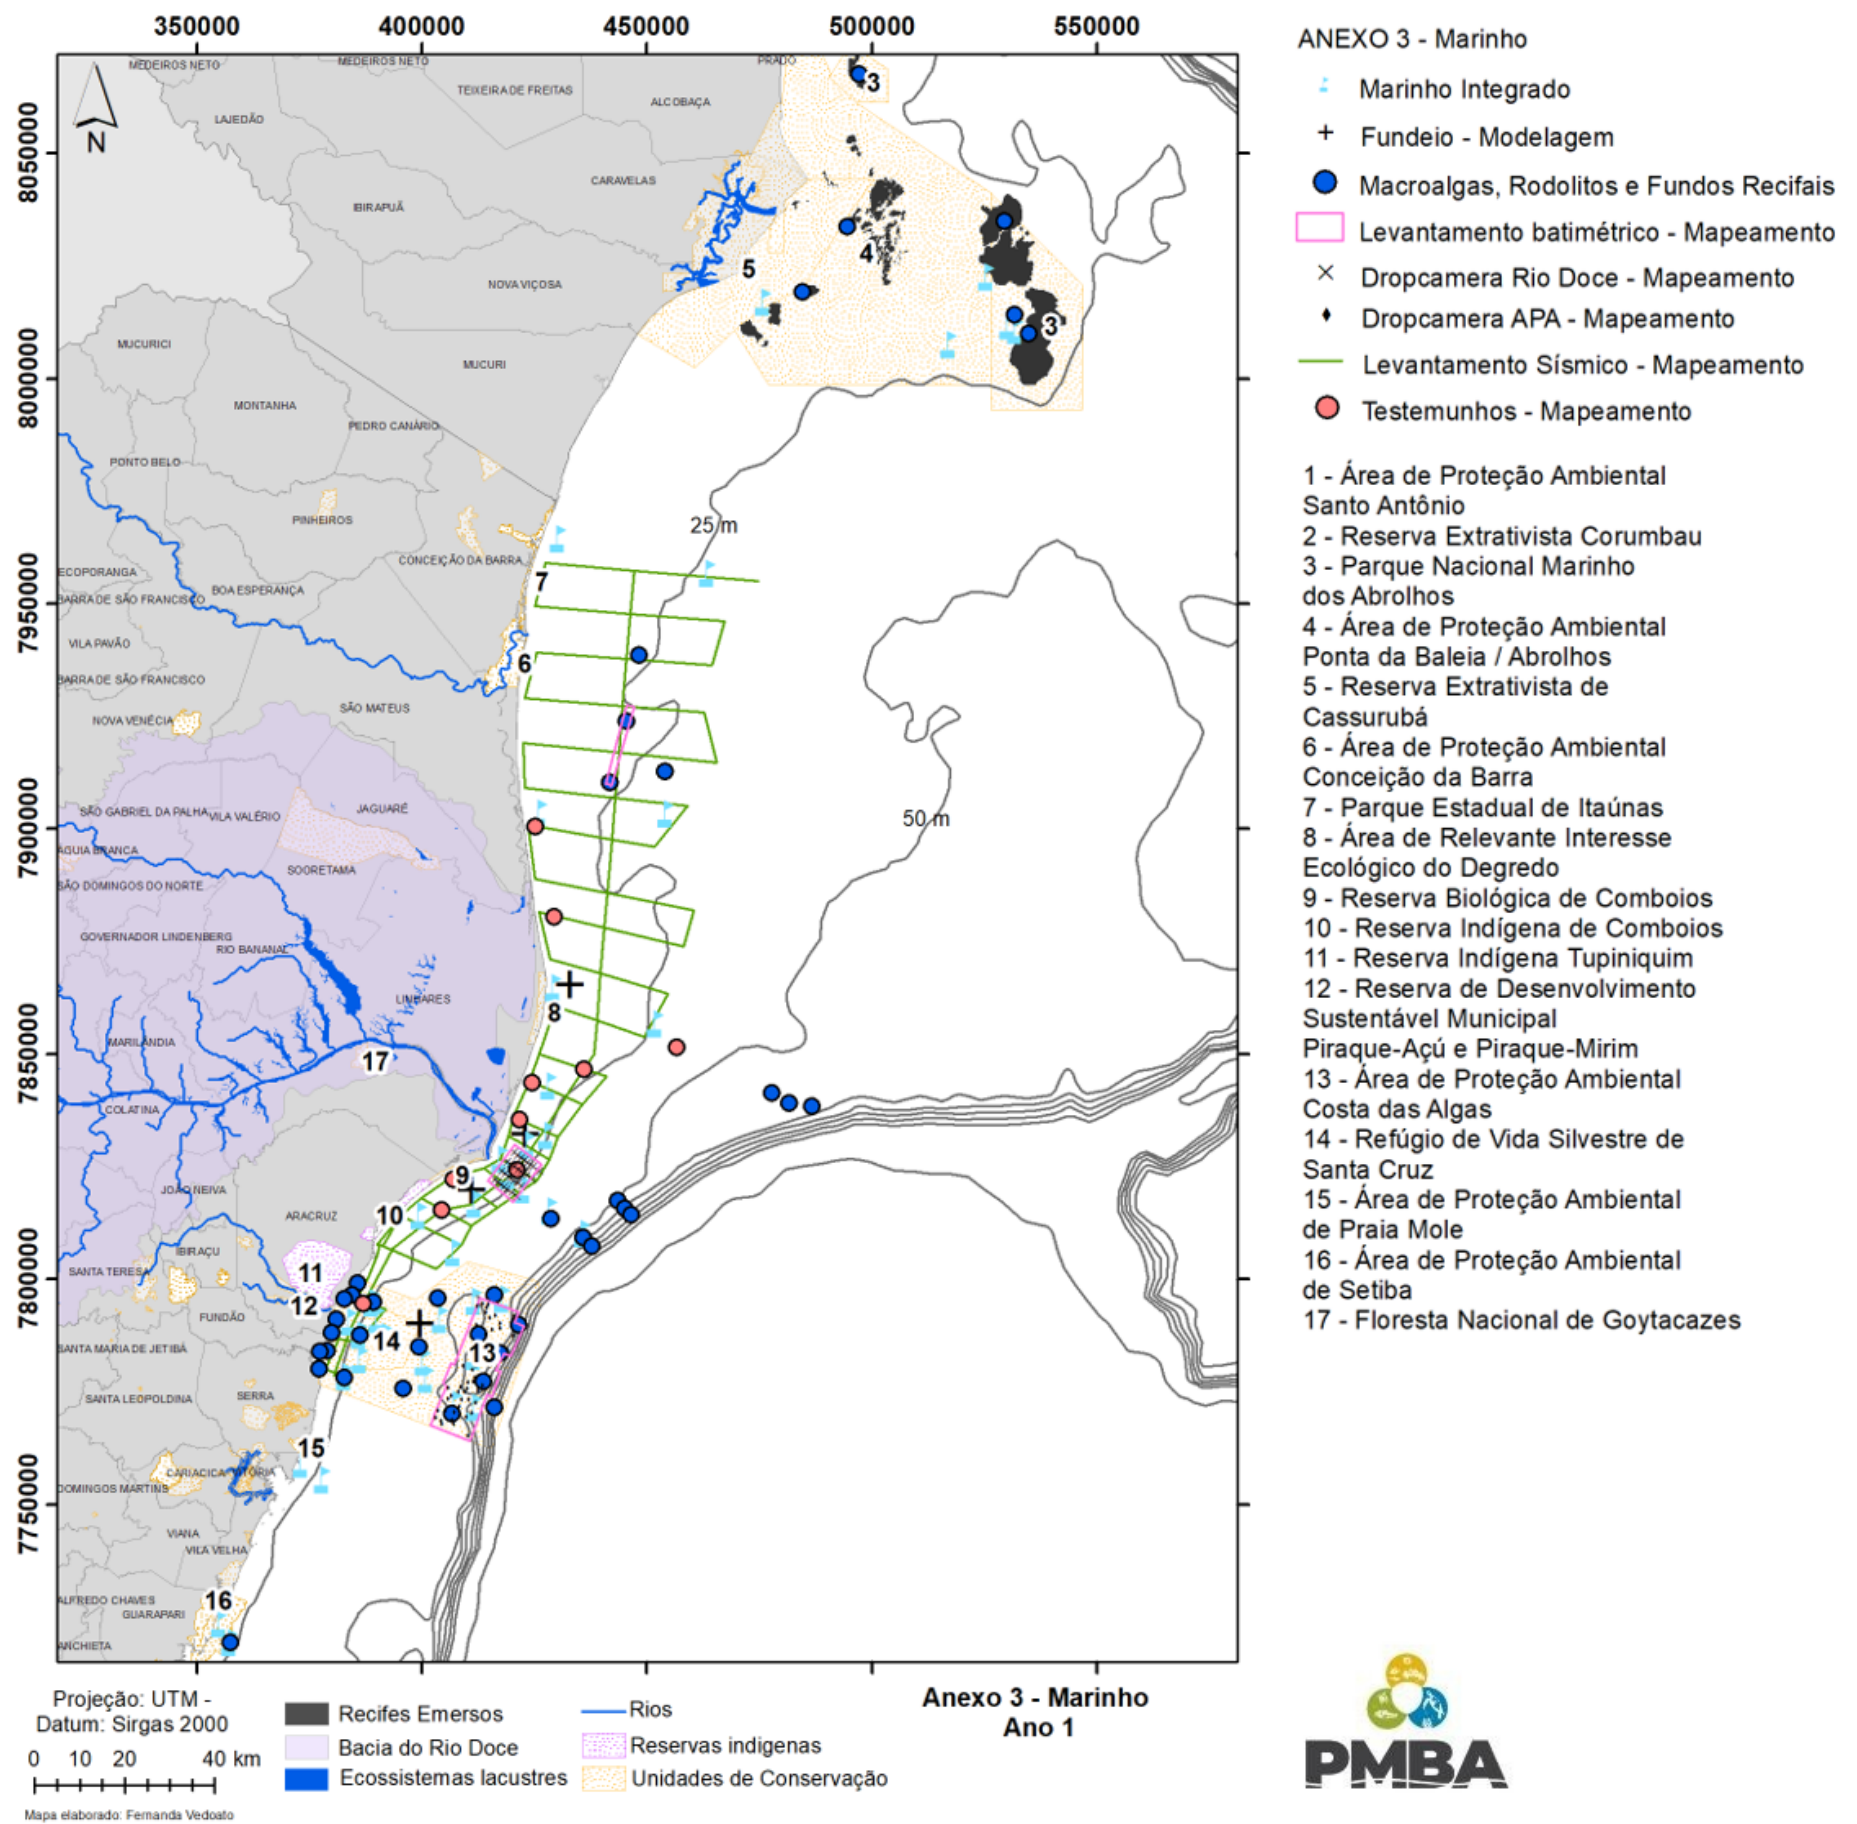 350000
400000
450000
500000
550000
MEDEIROS NETO
MEDEIROS NETO
PRADO
TEIXEIRA DE FREITAS
ALCOBAÇA
LAJEDÃO
N
3
8050000
CARAVELAS
IBIRAPUÃ
4
5
NOVA VIÇOSA
3
MUCURICI
MUCURI
8000000
MONTANHA
PEDRO CANÁRIO
PONTO BELO
PINHEIROS
25 m
CONCEIÇÃO DA BARRA
ECOPORANGA
7
BOA ESPERANÇA
BARRA DE SÃO FRANCISCO
7950000
VILA PAVÃO
6
BARRA DE SÃO FRANCISCO
SÃO MATEUS
NOVA VENÉCIA
JAGUARÉ
SÃO GABRIEL DA PALHA
VILA VALÉRIO
50 m
7900000
AGUIA BRANCA
SOORETAMA
SÃO DOMINGOS DO NORTE
GOVERNADOR LINDENBERG
RIO BANANAL
LINHARES
8
MARILÂNDIA
7850000
17
COLATINA
9
JOÃO NEIVA
10
ARACRUZ
IBIRAÇU
SANTA TERESA
11
7800000
12
FUNDÃO
14
13
SANTA MARIA DE JETIBÁ
SANTA LEOPOLDINA
SERRA
15
CARIACICA
VITÓRIA
DOMINGOS MARTINS
7750000
VIANA
VILA VELHA
ALFREDO CHAVES
16
GUARAPARI
ANCHIETA
ANEXO 3 - Marinho
Marinho Integrado
Fundeio - Modelagem
Macroalgas, Rodolitos e Fundos Recifais
Levantamento batimétrico - Mapeamento
Dropcamera Rio Doce - Mapeamento
Dropcamera APA - Mapeamento
Levantamento Sísmico - Mapeamento
Testemunhos - Mapeamento
1 - Área de Proteção Ambiental
Santo Antônio
2 - Reserva Extrativista Corumbau
3 - Parque Nacional Marinho
dos Abrolhos
4 - Área de Proteção Ambiental
Ponta da Baleia / Abrolhos
5 - Reserva Extrativista de
Cassurubá
6 - Área de Proteção Ambiental
Conceição da Barra
7 - Parque Estadual de Itaúnas
8 - Área de Relevante Interesse
Ecológico do Degredo
9 - Reserva Biológica de Comboios
10 - Reserva Indígena de Comboios
11 - Reserva Indígena Tupiniquim
12 - Reserva de Desenvolvimento
Sustentável Municipal
Piraque-Açú e Piraque-Mirim
13 - Área de Proteção Ambiental
Costa das Algas
14 - Refúgio de Vida Silvestre de
Santa Cruz
15 - Área de Proteção Ambiental
de Praia Mole
16 - Área de Proteção Ambiental
de Setiba
17 - Floresta Nacional de Goytacazes
Projeção: UTM -
Datum: Sirgas 2000
0 10 20 40 km
Mapa elaborado: Fernanda Vedoato
Recifes Emersos
Bacia do Rio Doce
Ecossistemas lacustres
Rios
Reservas indigenas
Unidades de Conservação
Anexo 3 - Marinho
Ano 1
PMBA